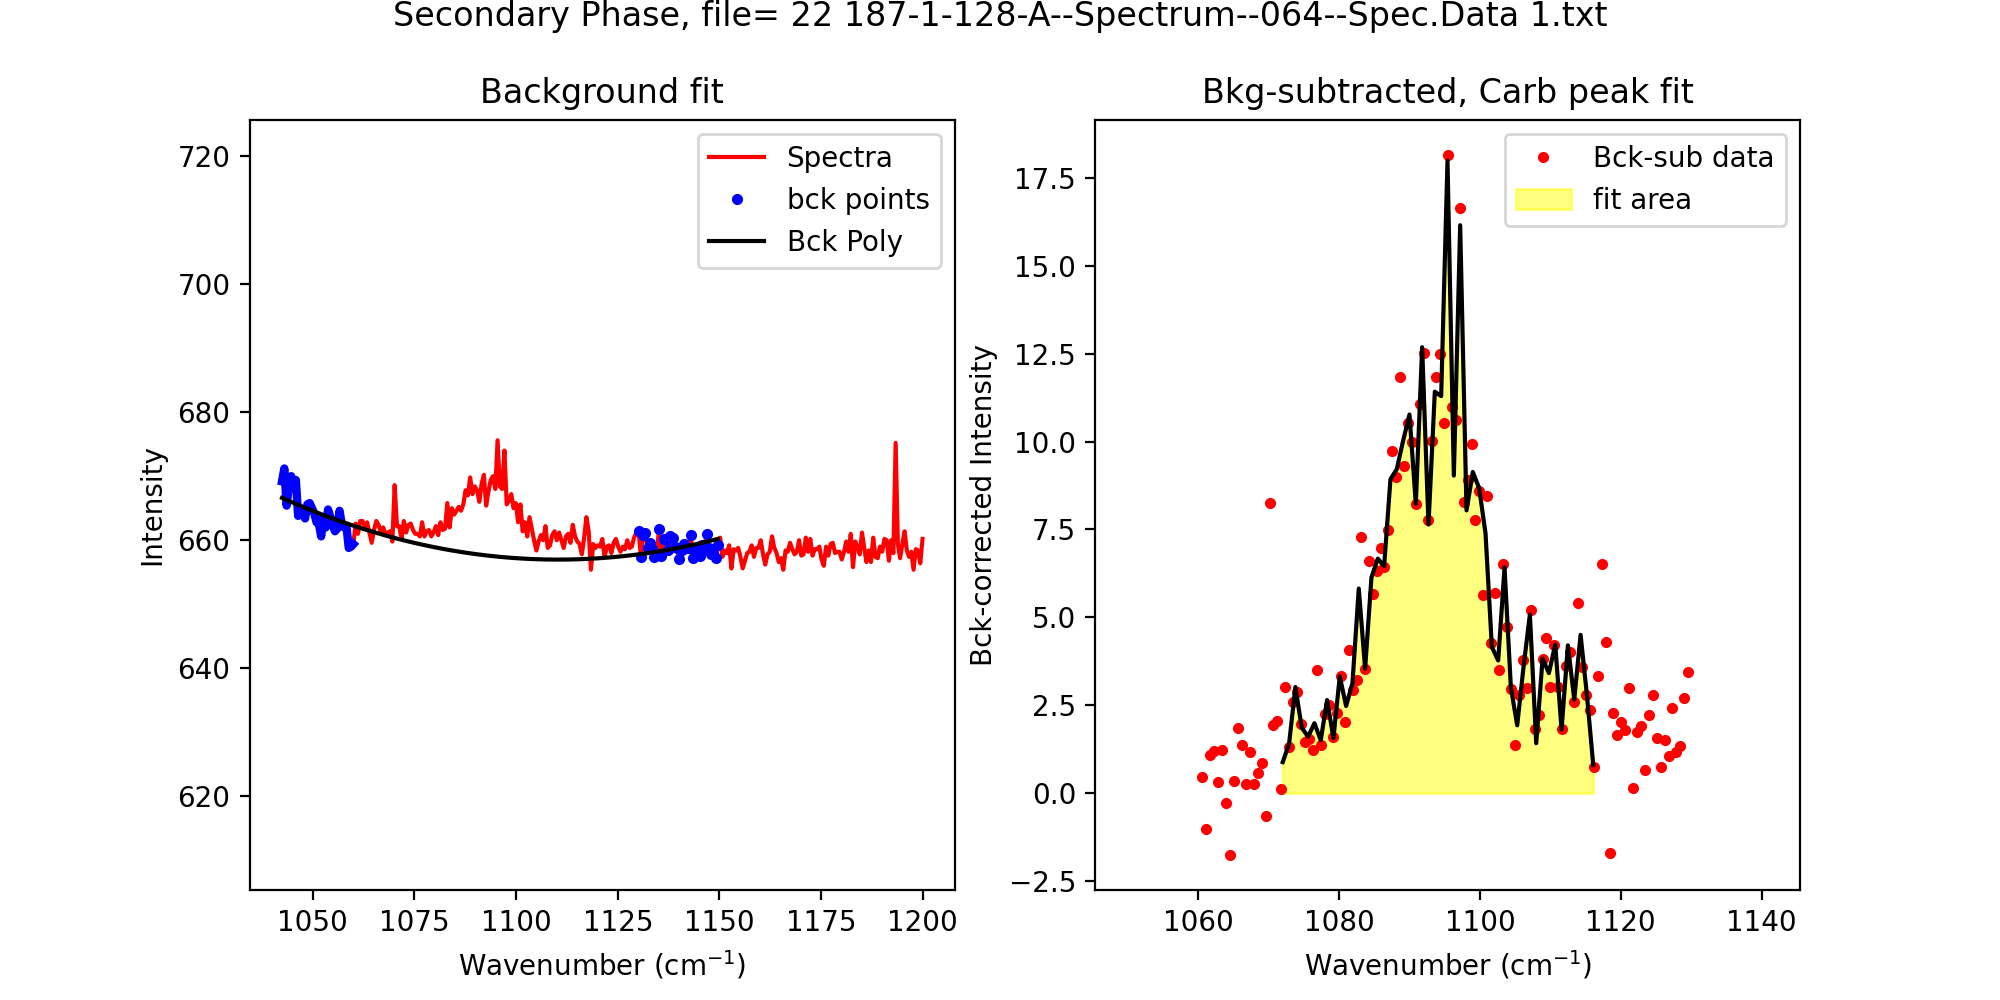 Secondary Phase, file= 22 187-1-128-A--Spectrum--064--Spec.Data 1.txt
Background fit
Spectra
bck points
Bck Poly
720
700
680
660
640
620
Intensity
1050 1075 1100 1125 1150 1175 1200
Wavenumber (cm⁻¹)
Bkg-subtracted, Carb peak fit
Bck-sub data
fit area
17.5
15.0
12.5
10.0
7.5
5.0
2.5
0.0
−2.5
Bck-corrected Intensity
1060 1080 1100 1120 1140
Wavenumber (cm⁻¹)